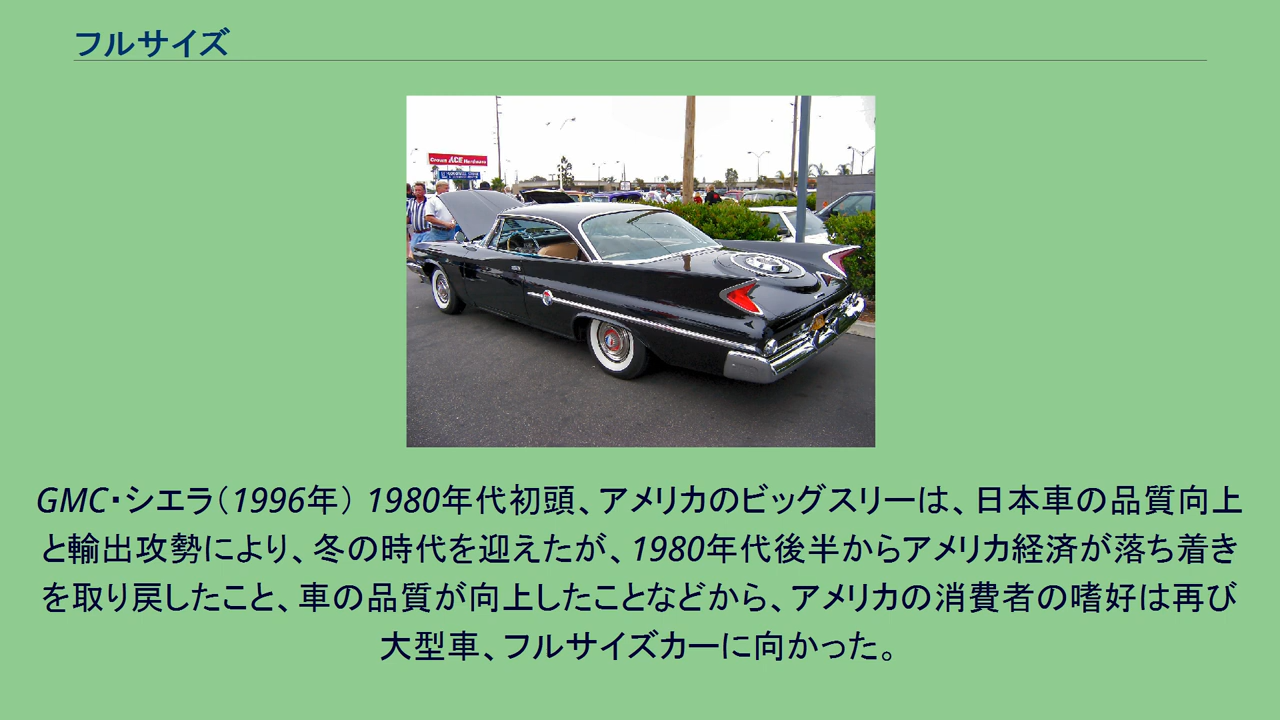 フルサイズ
Crown ACE Hardware
GMC・シエラ（1996年） 1980年代初頭、アメリカのビッグスリーは、日本車の品質向上
と輸出攻勢により、冬の時代を迎えたが、1980年代後半からアメリカ経済が落ち着き
を取り戻したこと、車の品質が向上したことなどから、アメリカの消費者の嗜好は再び
大型車、フルサイズカーに向かった。